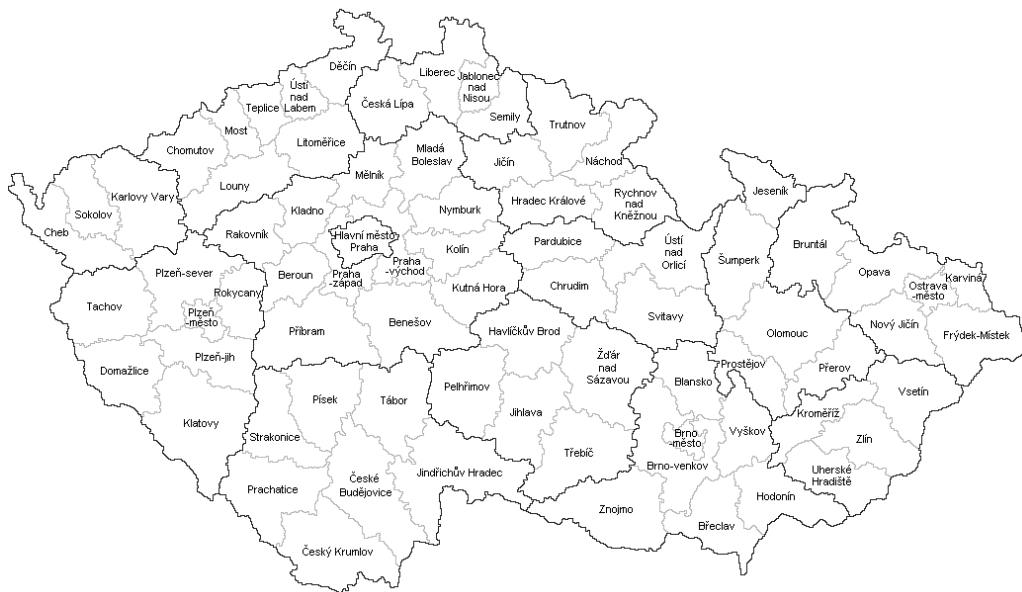 Děčín
Liberec
Jablonec
nad
Nisou
Ústí
nad
Labem
Teplice
Česká Lípa
Semily
Most
Trutnov
Chomutov
Litoměřice
Mladá
Boleslav
Jičín
Náchod
Mělník
Louny
Karlovy Vary
Sokolov
Cheb
Kladno
Nymburk
Hradec Králové
Rychnov
nad
Kněžnou
Jeseník
Rakovník
Hlavní město
Praha
Kolín
Pardubice
Ústí
nad
Orlicí
Šumperk
Bruntál
Plzeň-sever
Beroun
Praha
-západ
Praha
-východ
Kutná Hora
Chrudim
Opava
Ostrava
-město
Karviná
Rokycany
Tachov
Plzeň
-město
Příbram
Benešov
Havlíčkův Brod
Svitavy
Olomouc
Nový Jičín
Frýdek-Místek
Plzeň-jih
Domažlice
Žďár
nad
Sázavou
Prostějov
Přerov
Pelhřimov
Blansko
Vsetín
Písek
Tábor
Jihlava
Klatovy
Strakonice
Kroměříž
Vyškov
Brno
-město
Zlín
Třebíč
Brno-venkov
Uherské
Hradiště
Prachatice
České
Budějovice
Jindřichův Hradec
Hodonín
Znojmo
Břeclav
Český Krumlov